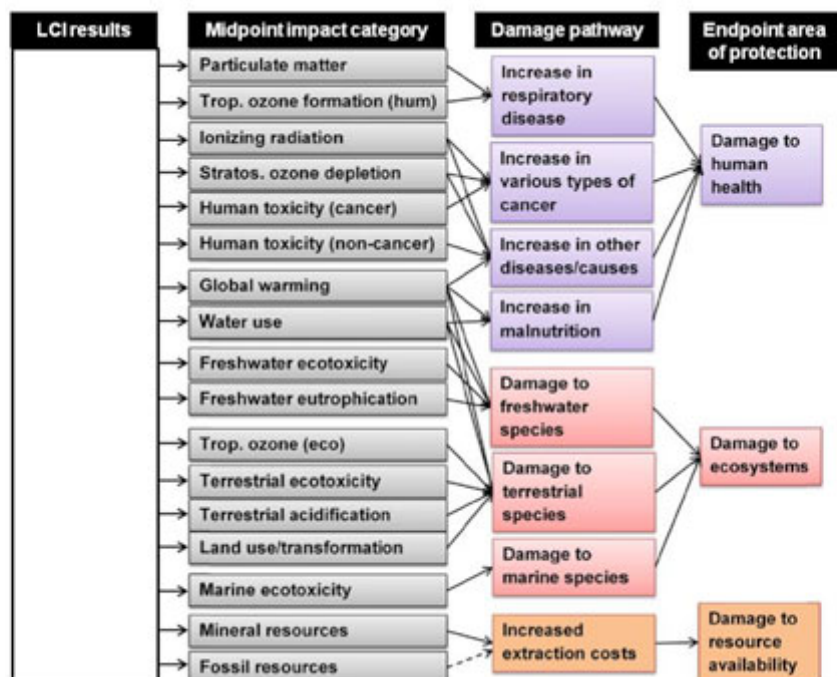 LCI results
Midpoint impact category
Damage pathway
Endpoint area
of protection
Particulate matter
Trop. ozone formation (hum)
Ionizing radiation
Stratos. ozone depletion
Human toxicity (cancer)
Human toxicity (non-cancer)
Global warming
Water use
Freshwater ecotoxicity
Freshwater eutrophication
Trop. ozone (eco)
Terrestrial ecotoxicity
Terrestrial acidification
Land use/transformation
Marine ecotoxicity
Mineral resources
Fossil resources
Increase in
respiratory
disease
Increase in
various types of
cancer
Increase in other
diseases/causes
Increase in
malnutrition
Damage to
freshwater
species
Damage to
terrestrial
species
Damage to
marine species
Increased
extraction costs
Damage to
human
health
Damage to
ecosystems
Damage to
resource
availability